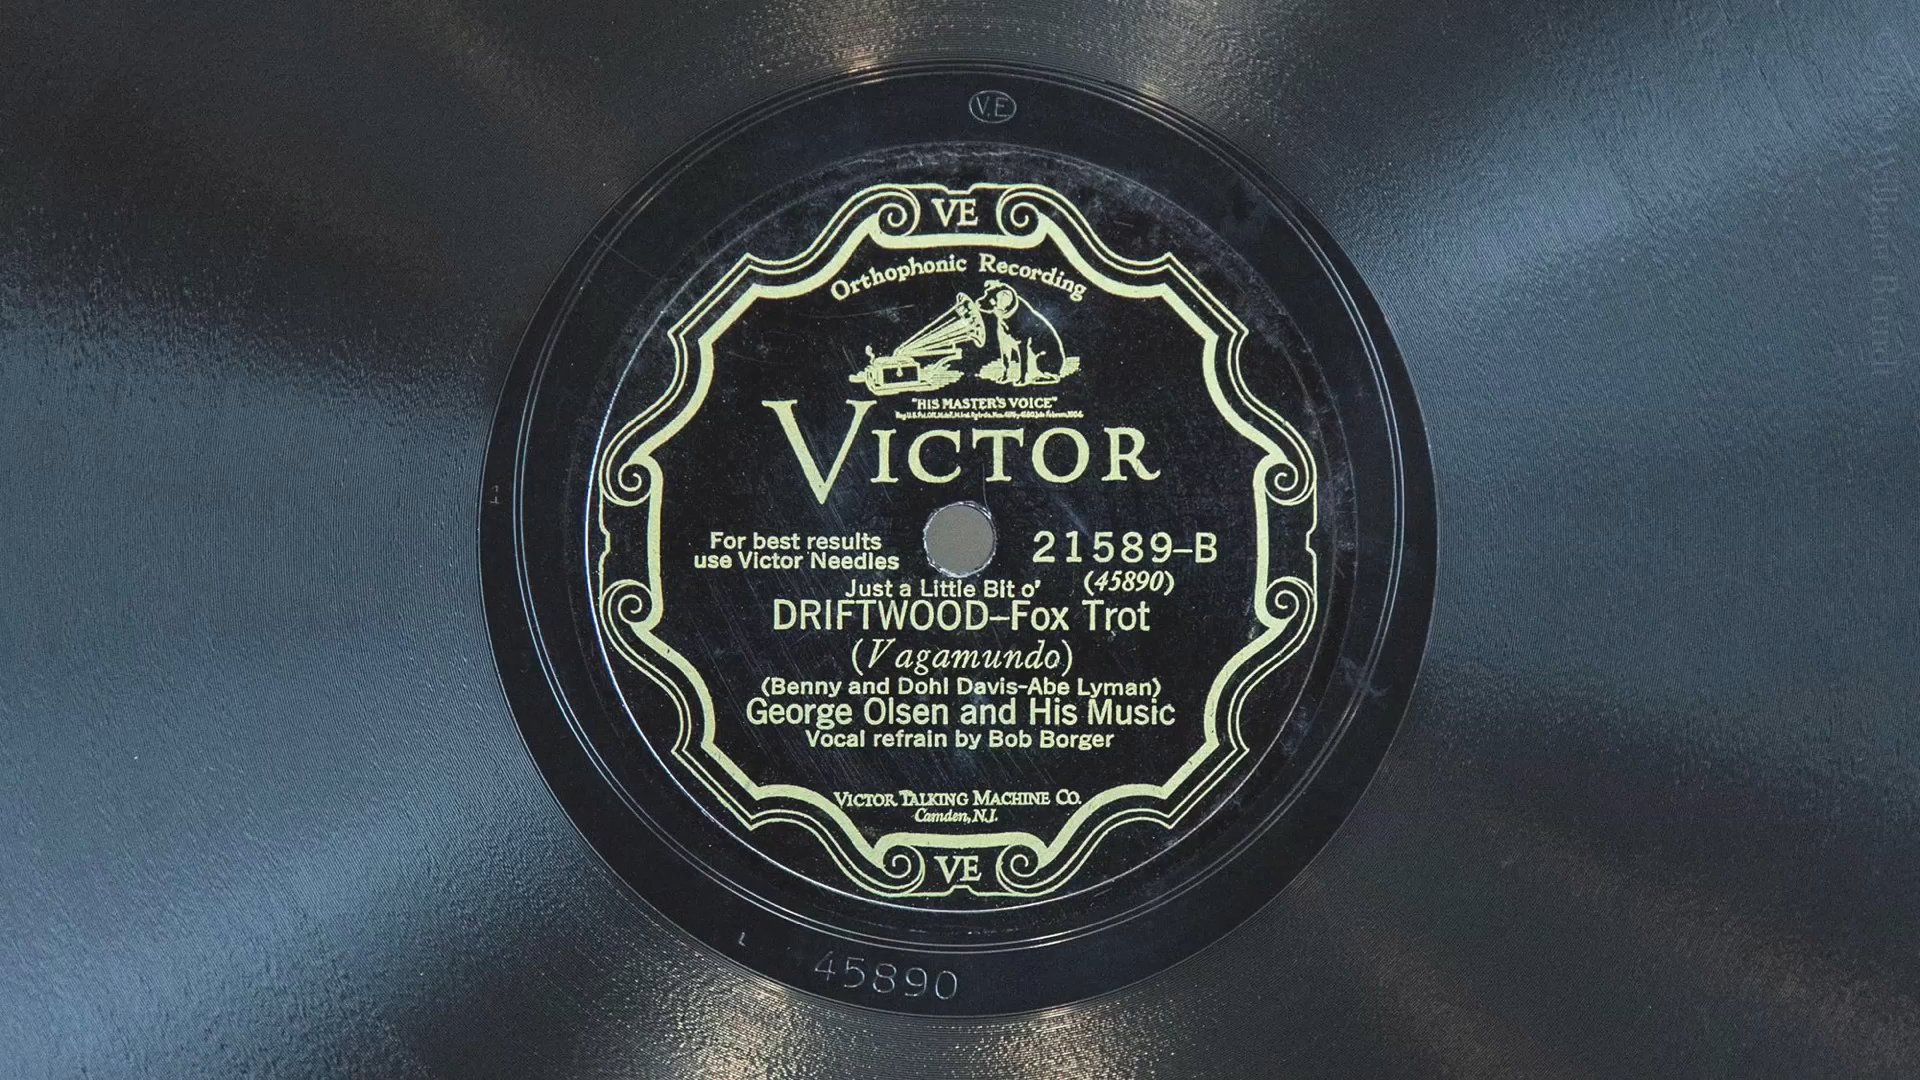 V.E
VE
Orthophonic Recording
"HIS MASTER'S VOICE"
VICTOR
For best results
use Victor Needles
21589-B
(45890)
Just a Little Bit o'
DRIFTWOOD-Fox Trot
(Vagamundo)
(Benny and Dohl Davis-Abe Lyman)
George Olsen and His Music
Vocal refrain by Bob Borger
VICTOR TALKING MACHINE CO.
Camden, N.J.
VE
L
45890